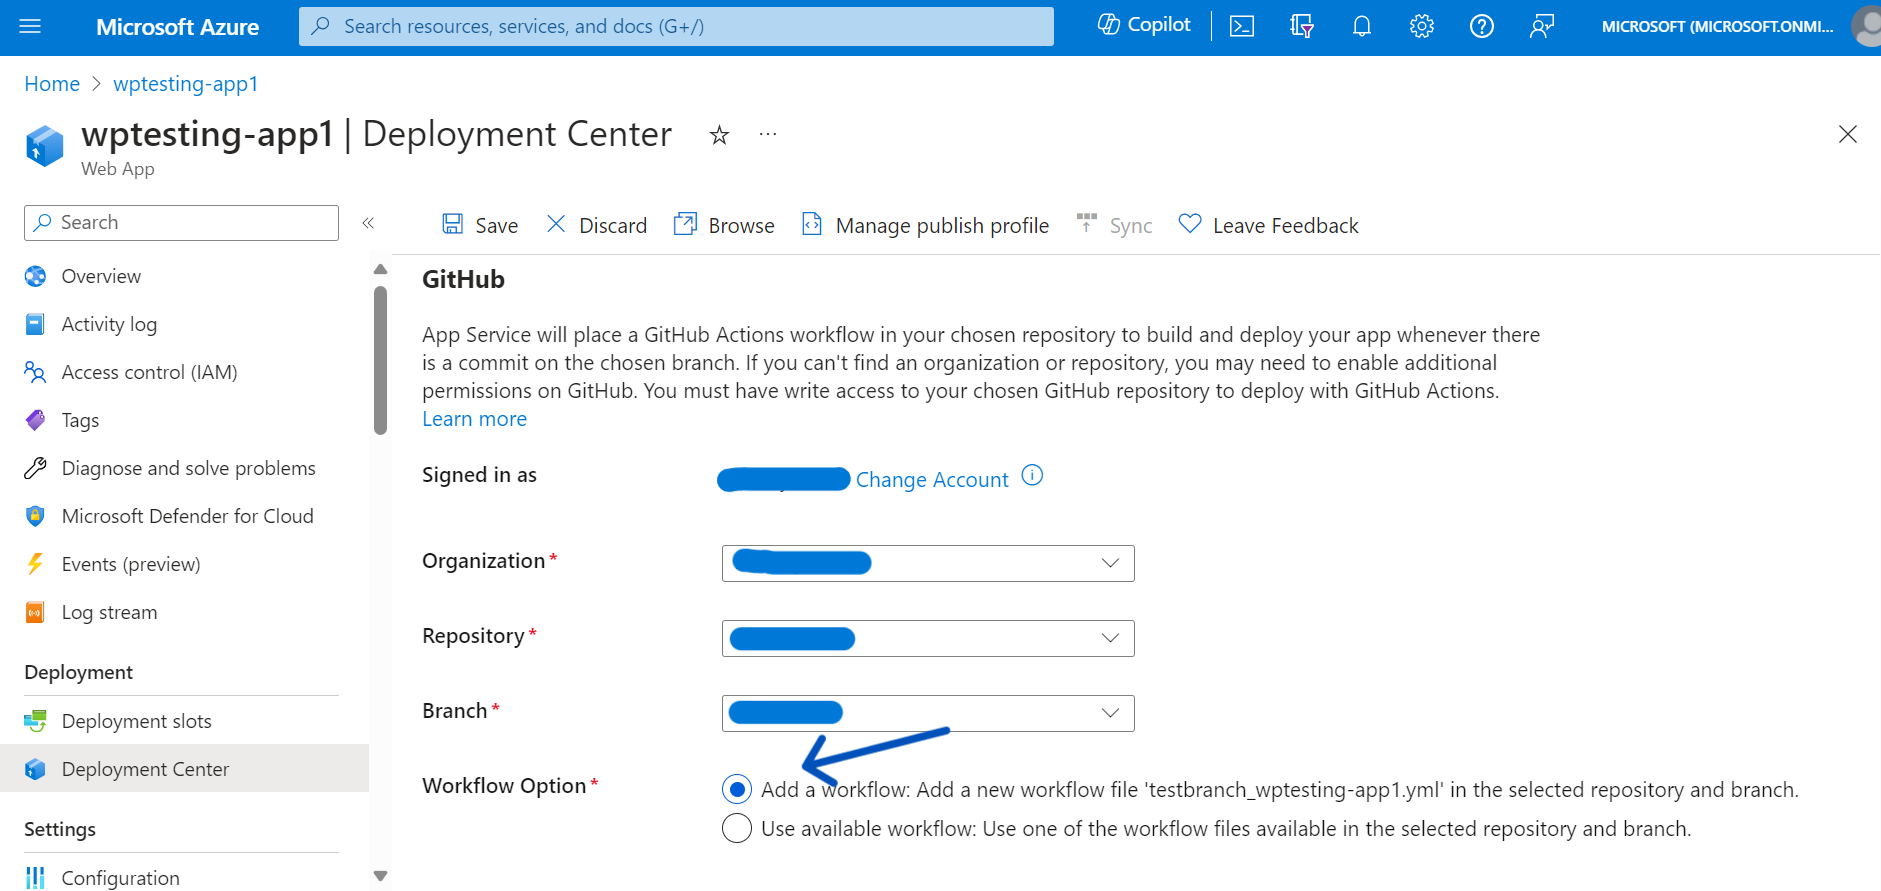 Microsoft Azure
Search resources, services, and docs (G+/)
Copilot
MICROSOFT (MICROSOFT.ONMI...
Home > wptesting-app1
wptesting-app1 | Deployment Center
Web App
Search
Save
Discard
Browse
Manage publish profile
Sync
Leave Feedback
Overview
Activity log
Access control (IAM)
Tags
Diagnose and solve problems
Microsoft Defender for Cloud
Events (preview)
Log stream
Deployment
Deployment slots
Deployment Center
Settings
Configuration
GitHub
App Service will place a GitHub Actions workflow in your chosen repository to build and deploy your app whenever there
is a commit on the chosen branch. If you can't find an organization or repository, you may need to enable additional
permissions on GitHub. You must have write access to your chosen GitHub repository to deploy with GitHub Actions.
Learn more
Signed in as
Change Account
Organization*
Repository*
Branch*
Workflow Option*
Add a workflow: Add a new workflow file 'testbranch_wptesting-app1.yml' in the selected repository and branch.
Use available workflow: Use one of the workflow files available in the selected repository and branch.